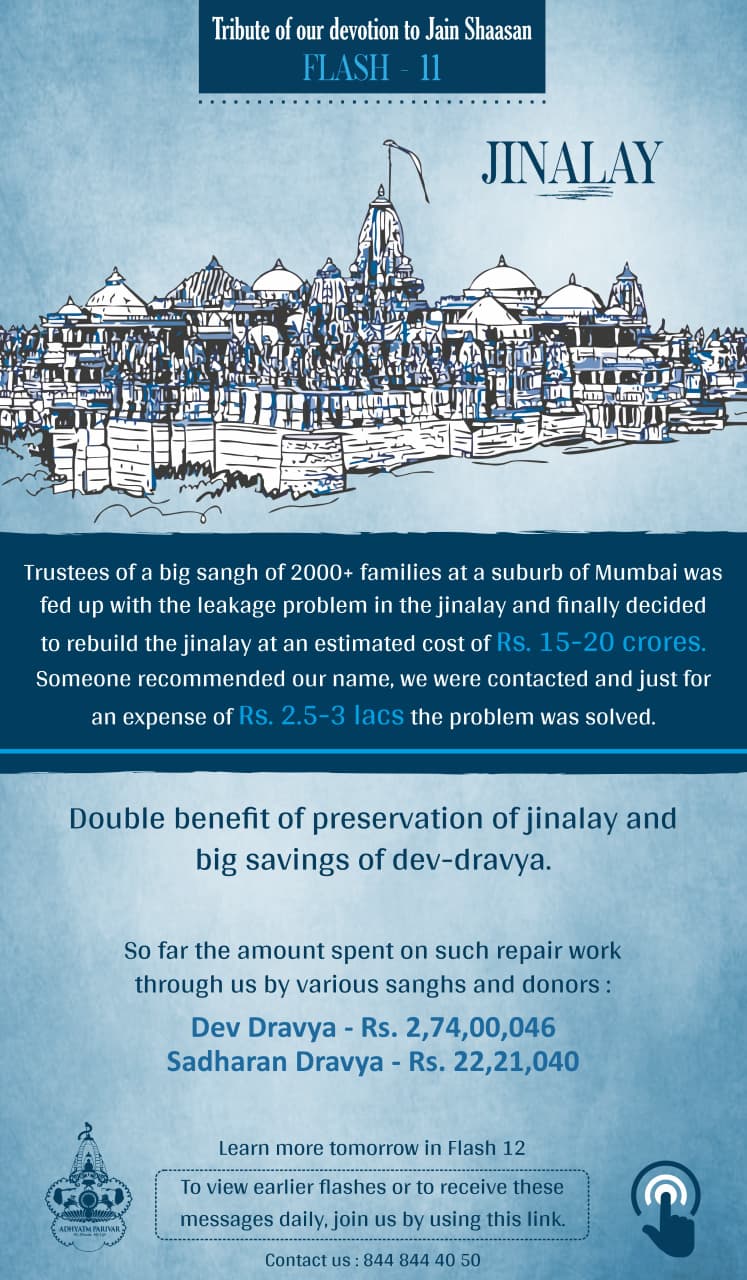 Tribute of our devotion to Jain Shaasan
FLASH - 11
JINALAY
Trustees of a big sangh of 2000+ families at a suburb of Mumbai was
fed up with the leakage problem in the jinalay and finally decided
to rebuild the jinalay at an estimated cost of Rs. 15-20 crores.
Someone recommended our name, we were contacted and just for
an expense of Rs. 2.5-3 lacs the problem was solved.
Double benefit of preservation of jinalay and
big savings of dev-dravya.
So far the amount spent on such repair work
through us by various sanghs and donors :
Dev Dravya - Rs. 2,74,00,046
Sadharan Dravya - Rs. 22,21,040
Learn more tomorrow in Flash 12
To view earlier flashes or to receive these
messages daily, join us by using this link.
ADHYATM PARIVAR
Contact us : 844 844 40 50